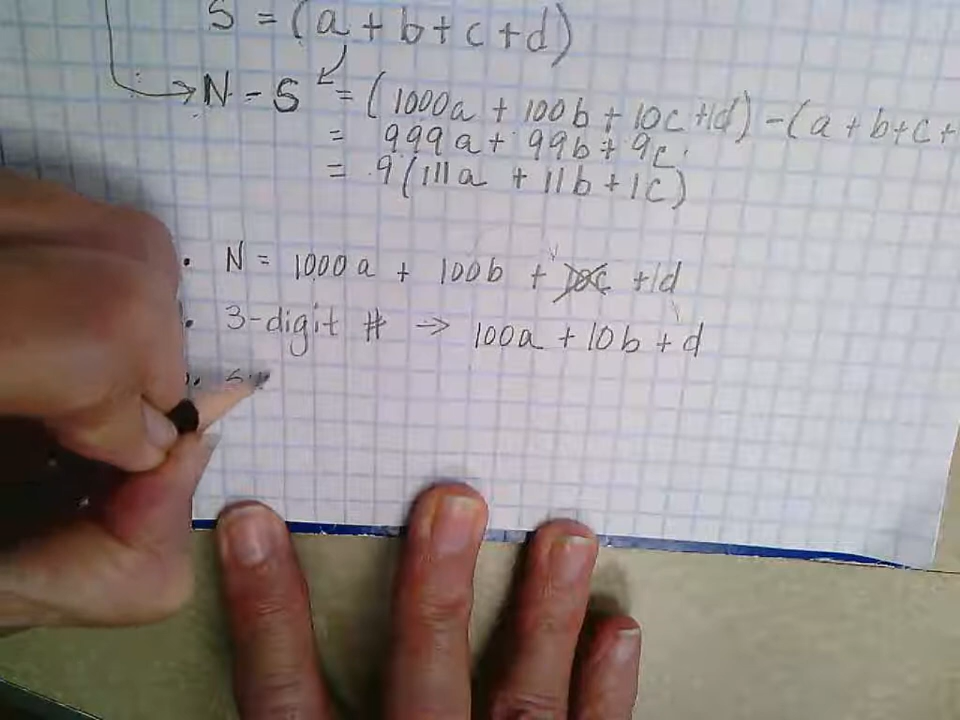 S = (a + b + c + d)
N - S = (1000a + 100b + 10c + 1d) - (a + b + c +
= 999a + 99b + 9c
= 9(111a + 11b + 1c)
. N = 1000a + 100b + 10c + 1d
. 3-digit # → 100a + 10b + d